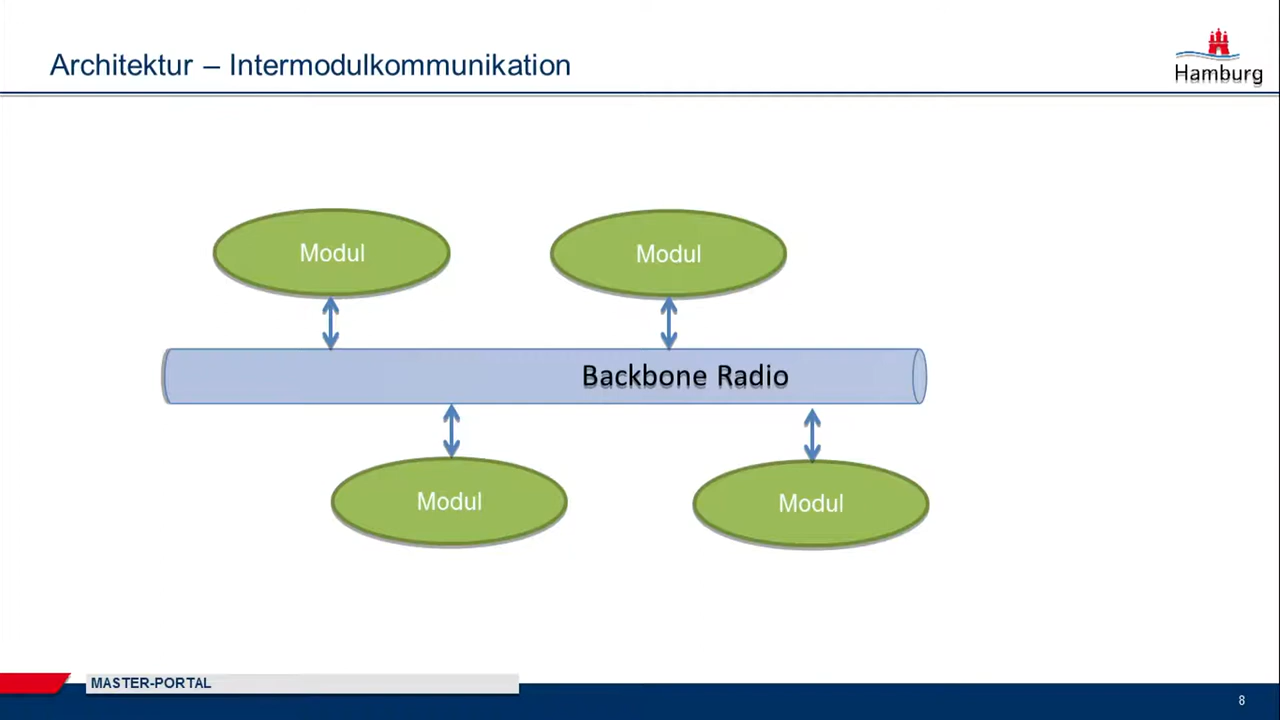 Architektur – Intermodulkommunikation
Hamburg
Modul
Modul
Backbone Radio
Modul
Modul
MASTER-PORTAL
8